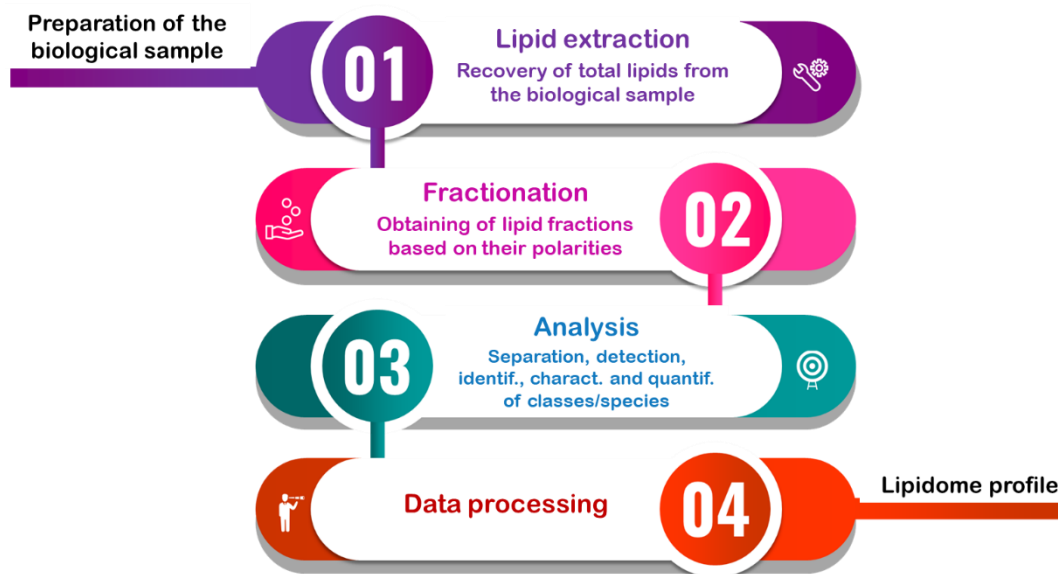 Preparation of the
biological sample
01
Lipid extraction
Recovery of total lipids from
the biological sample
Fractionation
Obtaining of lipid fractions
based on their polarities
02
03
Analysis
Separation, detection,
identif., charact. and quantif.
of classes/species
Data processing
04
Lipidome profile